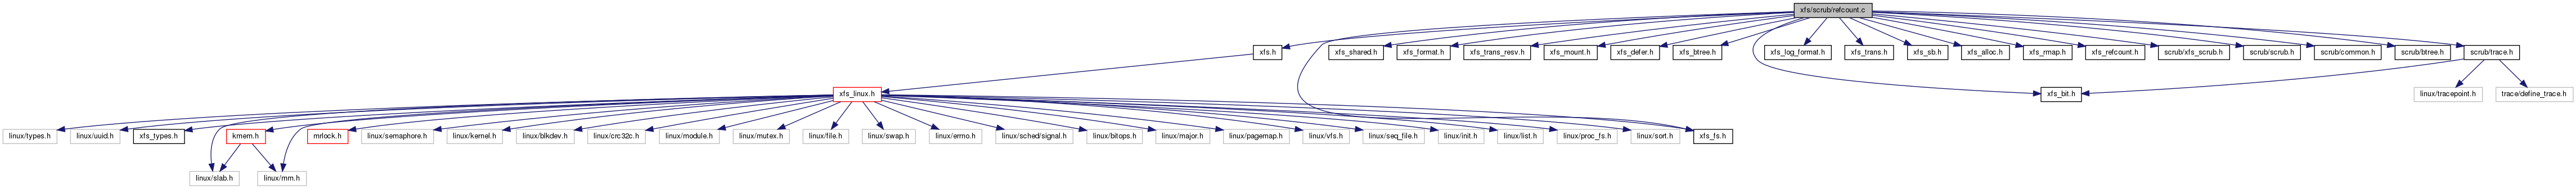 xfs/scrub/refcount.c
xfs.h
xfs_shared.h
xfs_format.h
xfs_trans_resv.h
xfs_mount.h
xfs_defer.h
xfs_btree.h
xfs_log_format.h
xfs_trans.h
xfs_sb.h
xfs_alloc.h
xfs_rmap.h
xfs_refcount.h
scrub/xfs_scrub.h
scrub/scrub.h
scrub/common.h
scrub/btree.h
scrub/trace.h
xfs_linux.h
xfs_bit.h
linux/tracepoint.h
trace/define_trace.h
linux/types.h
linux/uuid.h
xfs_types.h
kmem.h
mrlock.h
linux/semaphore.h
linux/kernel.h
linux/blkdev.h
linux/crc32c.h
linux/module.h
linux/mutex.h
linux/file.h
linux/swap.h
linux/errno.h
linux/sched/signal.h
linux/bitops.h
linux/major.h
linux/pagemap.h
linux/vfs.h
linux/seq_file.h
linux/init.h
linux/list.h
linux/proc_fs.h
linux/sort.h
xfs_fs.h
linux/slab.h
linux/mm.h